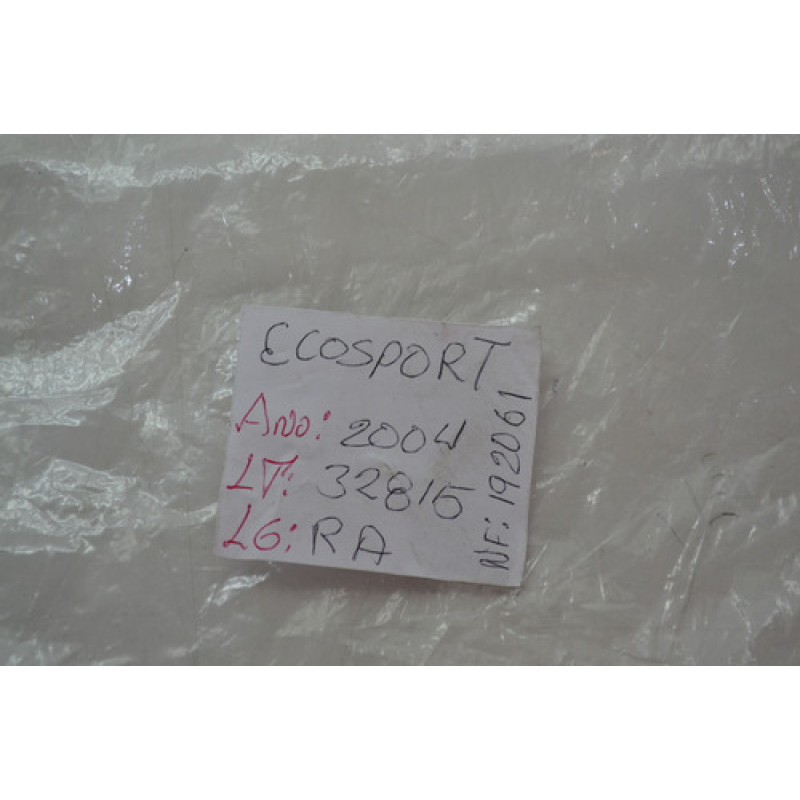 ECOSPORT
Ano: 2004
LT: 32815
LG: RA
NF: 192061